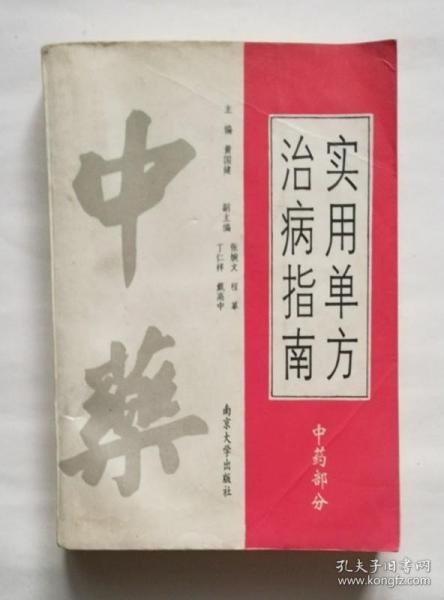 实用单方
治病指南
中药部分
主编 黄国健
副主编 张婉文 程革
丁仁祥 戴高中
南京大学出版社
中藥
孔夫子旧书网
www.kongfz.com